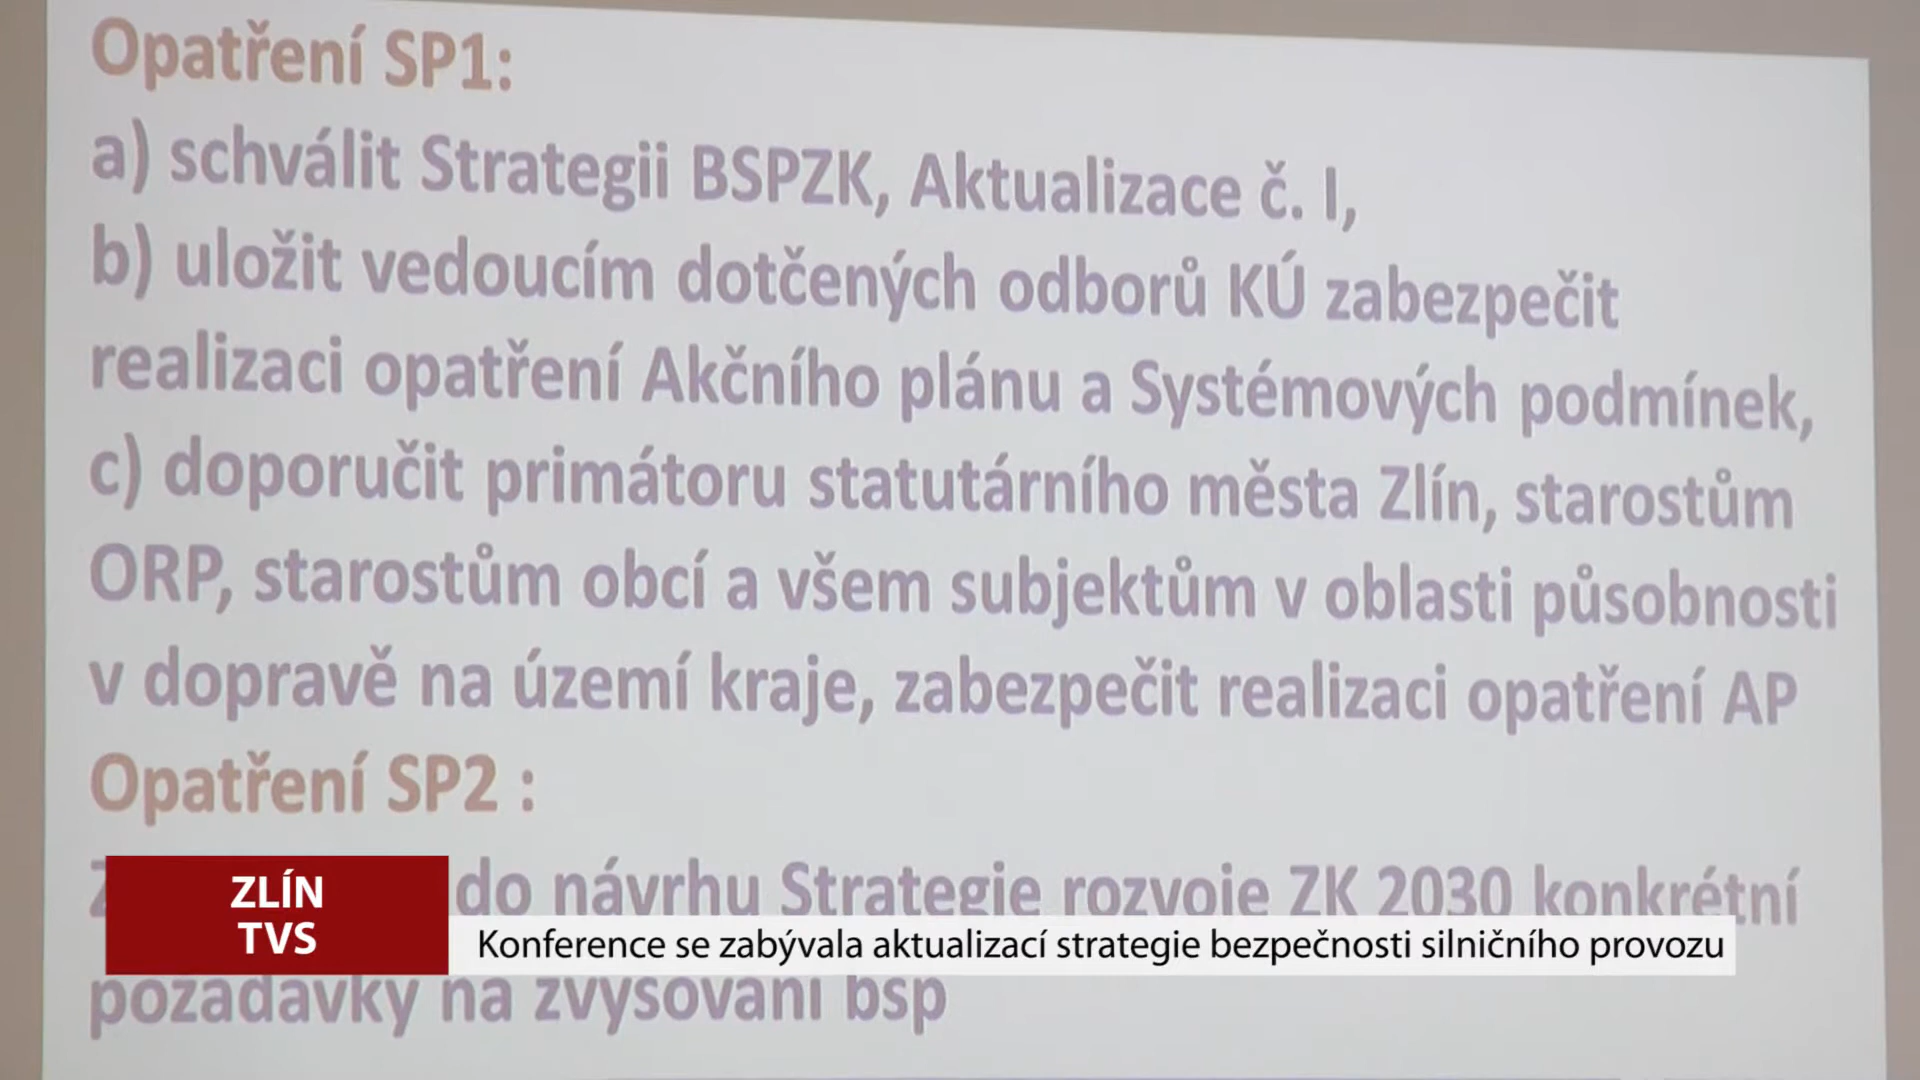 Opatření SP1:
a) schválit Strategii BSPZK, Aktualizace č. I,
b) uložit vedoucím dotčených odborů KÚ zabezpečit
realizaci opatření Akčního plánu a Systémových podmínek,
c) doporučit primátoru statutárního města Zlín, starostům
ORP, starostům obcí a všem subjektům v oblasti působnosti
v dopravě na území kraje, zabezpečit realizaci opatření AP
Opatření SP2 :
do návrhu Strategie rozvoje ZK 2030 konkrétní
požadavky na zvyšování bsp
ZLÍN
TVS
Konference se zabývala aktualizací strategie bezpečnosti silničního provozu